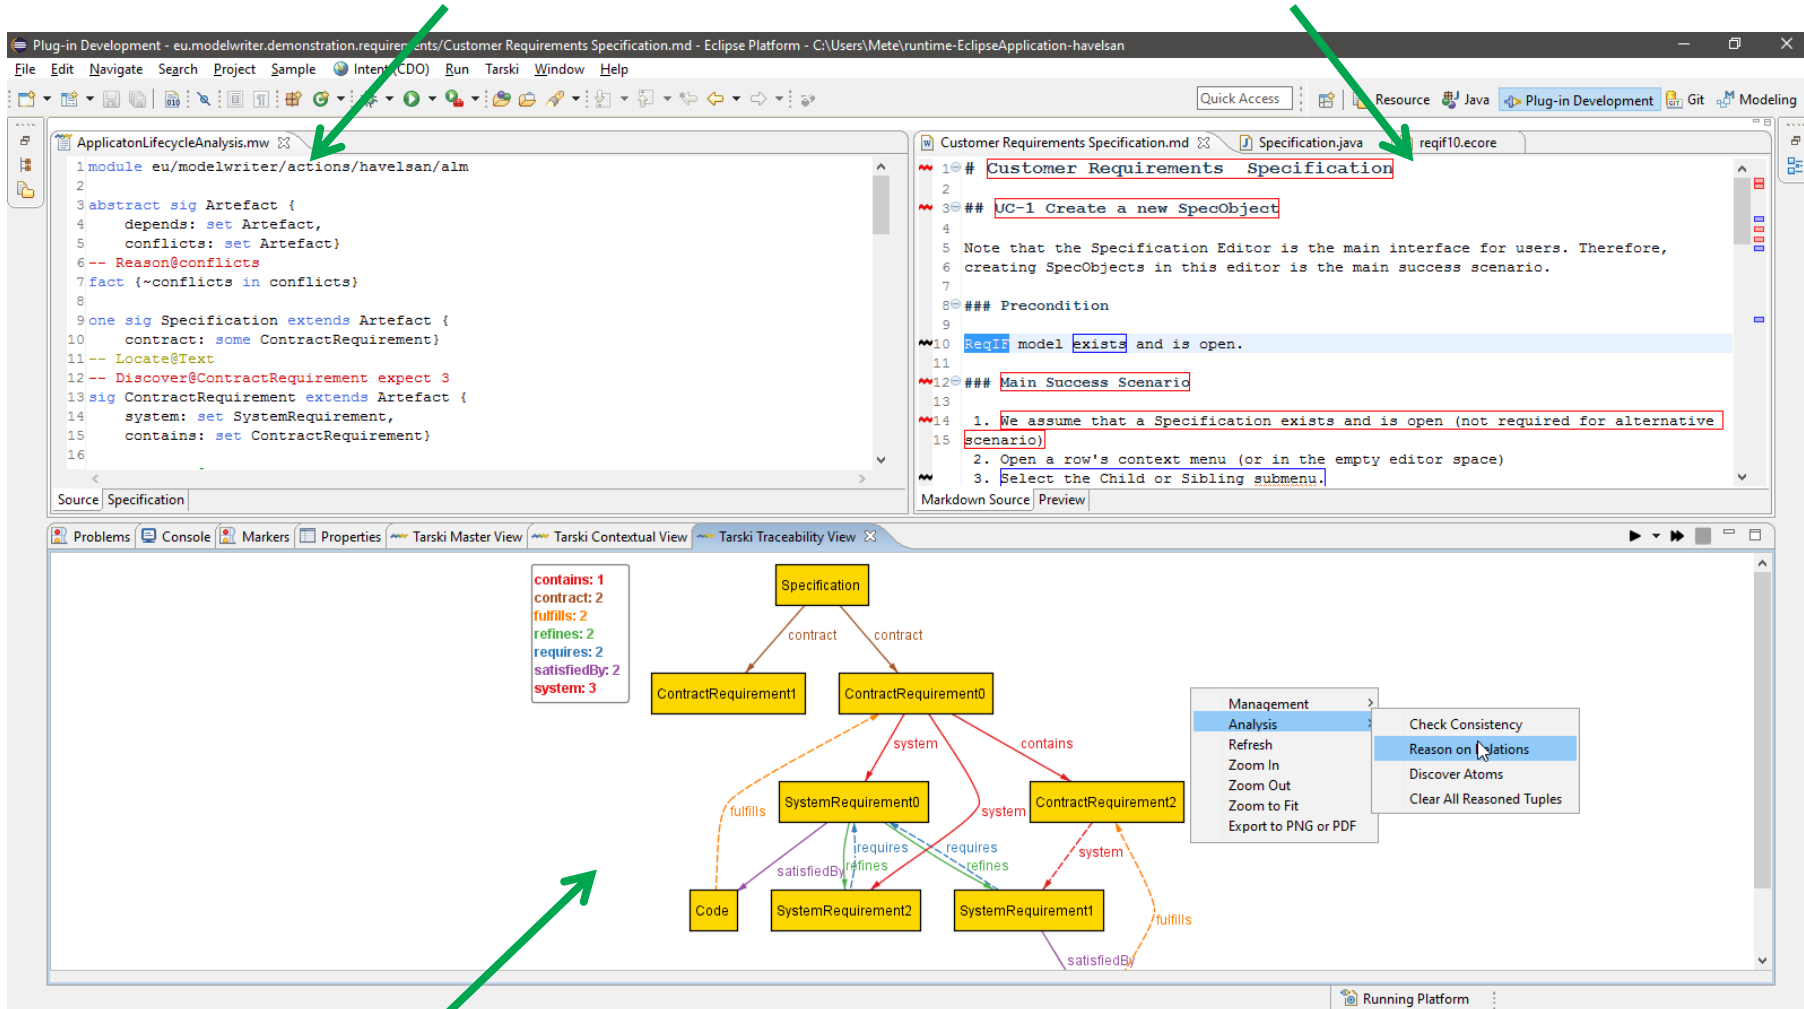 Plug-in Development - eu.modelwriter.demonstration.requirements/Customer Requirements Specification.md - Eclipse Platform - C:\Users\Mete\runtime-EclipseApplication-havelsan
File Edit Navigate Search Project Sample Intent (CDO) Run Tarski Window Help
Quick Access Resource Java Plug-in Development Git Modeling
ApplicatonLifecycleAnalysis.mw
1 module eu/modelwriter/actions/havelsan/alm
2
3 abstract sig Artefact {
4 depends: set Artefact,
5 conflicts: set Artefact}
6 -- Reason@conflicts
7 fact {~conflicts in conflicts}
8
9 one sig Specification extends Artefact {
10 contract: some ContractRequirement}
11 -- Locate@Text
12 -- Discover@ContractRequirement expect 3
13 sig ContractRequirement extends Artefact {
14 system: set SystemRequirement,
15 contains: set ContractRequirement}
16
Source Specification
Customer Requirements Specification.md Specification.java reqif10.ecore
1 # Customer Requirements Specification
2
3 ## UC-1 Create a new SpecObject
4
5 Note that the Specification Editor is the main interface for users. Therefore,
6 creating SpecObjects in this editor is the main success scenario.
7
8 ### Precondition
9
10 ReqIF model exists and is open.
11
12 ### Main Success Scenario
13
14 1. We assume that a Specification exists and is open (not required for alternative
15 scenario)
2. Open a row's context menu (or in the empty editor space)
3. Select the Child or Sibling submenu.
Markdown Source Preview
Problems Console Markers Properties Tarski Master View Tarski Contextual View Tarski Traceability View
contains: 1
contract: 2
fulfills: 2
refines: 2
requires: 2
satisfiedBy: 2
system: 3
Specification
contract contract
ContractRequirement1 ContractRequirement0
system contains
SystemRequirement0 ContractRequirement2
fulfills system
requires requires system
satisfiedBy refines refines
Code SystemRequirement2 SystemRequirement1
fulfills
satisfiedBy
Management
Analysis
Refresh
Zoom In
Zoom Out
Zoom to Fit
Export to PNG or PDF
Check Consistency
Reason on Relations
Discover Atoms
Clear All Reasoned Tuples
Running Platform